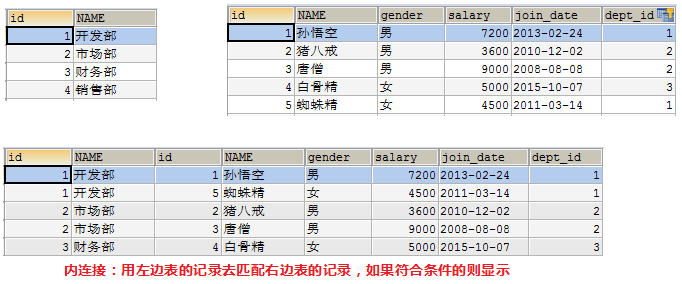 id NAME
1 开发部
2 市场部
3 财务部
4 销售部
id NAME gender salary join_date dept_id
1 孙悟空 男 7200 2013-02-24 1
2 猪八戒 男 3600 2010-12-02 2
3 唐僧 男 9000 2008-08-08 2
4 白骨精 女 5000 2015-10-07 3
5 蜘蛛精 女 4500 2011-03-14 1
id NAME id NAME gender salary join_date dept_id
1 开发部 1 孙悟空 男 7200 2013-02-24 1
1 开发部 5 蜘蛛精 女 4500 2011-03-14 1
2 市场部 2 猪八戒 男 3600 2010-12-02 2
2 市场部 3 唐僧 男 9000 2008-08-08 2
3 财务部 4 白骨精 女 5000 2015-10-07 3
内连接：用左边表的记录去匹配右边表的记录，如果符合条件的则显示